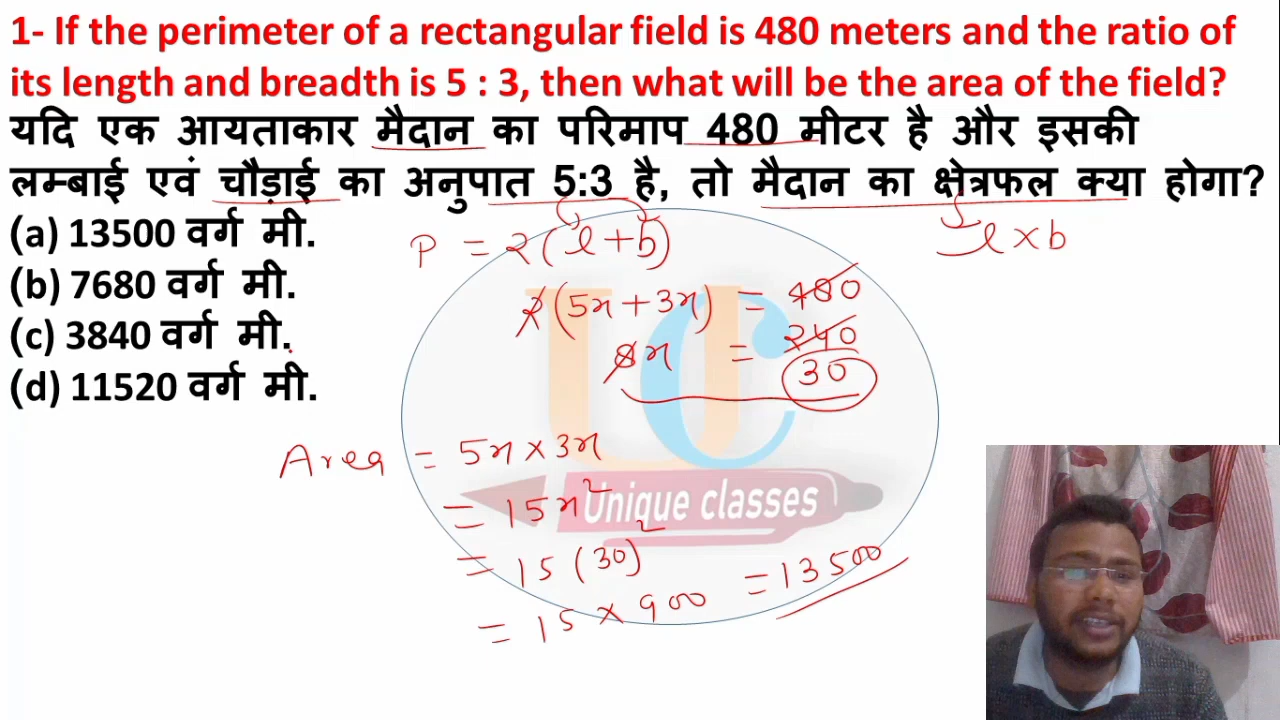 1- If the perimeter of a rectangular field is 480 meters and the ratio of
its length and breadth is 5 : 3, then what will be the area of the field?
यदि एक आयताकार मैदान का परिमाप 480 मीटर है और इसकी
लम्बाई एवं चौड़ाई का अनुपात 5:3 है, तो मैदान का क्षेत्रफल क्या होगा?
(a) 13500 वर्ग मी.
(b) 7680 वर्ग मी.
(c) 3840 वर्ग मी.
(d) 11520 वर्ग मी.
P = 2(l+b)
l×b
2(5x+3x) = 480
8x = 240
30
Area = 5x×3x
= 15x²
= 15(30)²
= 15×900 = 13500
UC
Unique classes